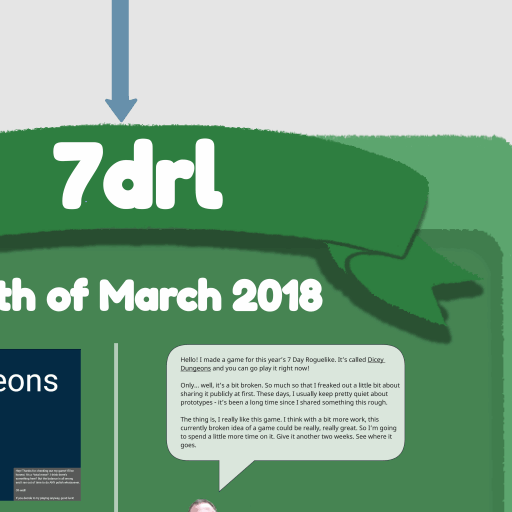 7drl
th of March 2018
eons
Hello! I made a game for this year's 7 Day Roguelike. It's called Dicey
Dungeons and you can go play it right now!
Only... well, it's a bit broken. So much so that I freaked out a little bit about
sharing it publicly at first. These days, I usually keep pretty quiet about
prototypes - it's been a long time since I shared something this rough.
The thing is, I really like this game. I think with a bit more work, this
currently broken idea of a game could be really, really great. So I'm going
to spend a little more time on it. Give it another two weeks. See where it
goes.